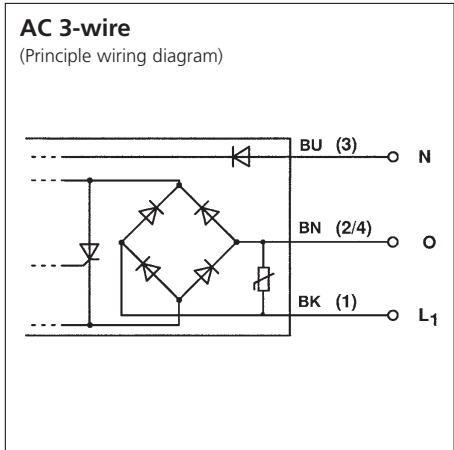 AC 3-wire
(Principle wiring diagram)
BU (3) N
BN (2/4) O
BK (1) L1